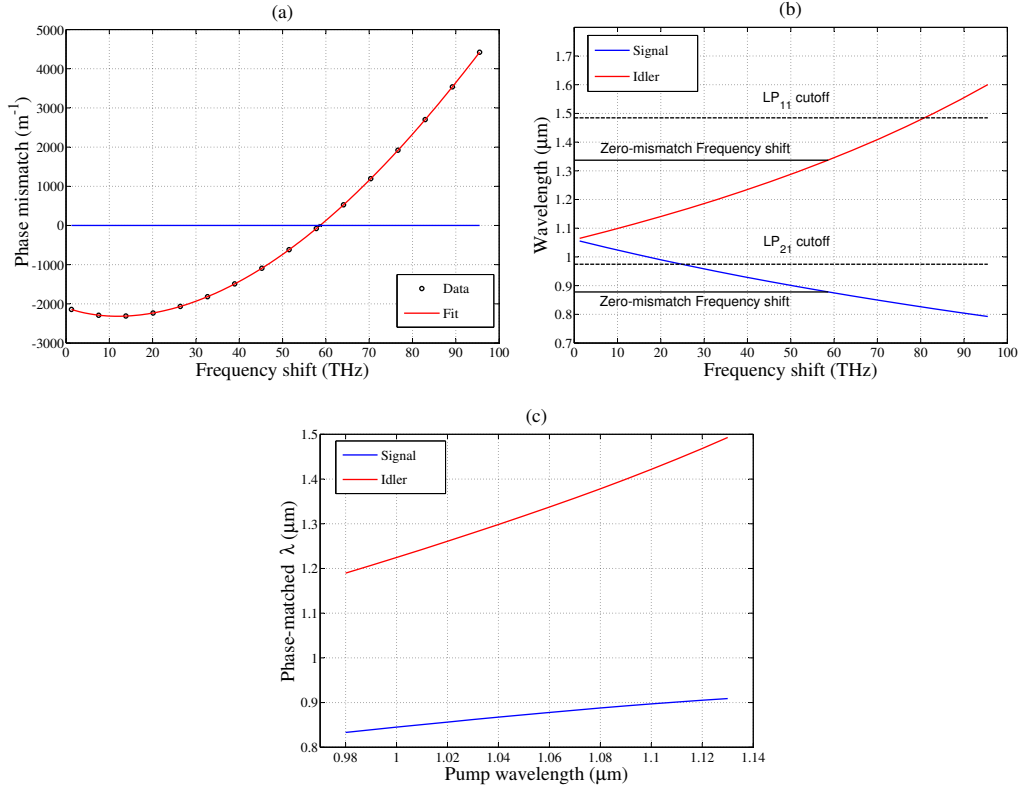 (a)
5000
4000
3000
2000
1000
0
-1000
-2000
-3000
0 10 20 30 40 50 60 70 80 90 100
Phase mismatch (m⁻¹)
Frequency shift (THz)
Data
Fit
(b)
1.8
1.7
1.6
1.5
1.4
1.3
1.2
1.1
1
0.9
0.8
0.7
0 10 20 30 40 50 60 70 80 90 100
Wavelength (μm)
Frequency shift (THz)
Signal
Idler
LP₁₁ cutoff
Zero-mismatch Frequency shift
LP₂₁ cutoff
Zero-mismatch Frequency shift
(c)
1.5
1.4
1.3
1.2
1.1
1
0.9
0.8
0.98 1 1.02 1.04 1.06 1.08 1.1 1.12 1.14
Phase-matched λ (μm)
Pump wavelength (μm)
Signal
Idler